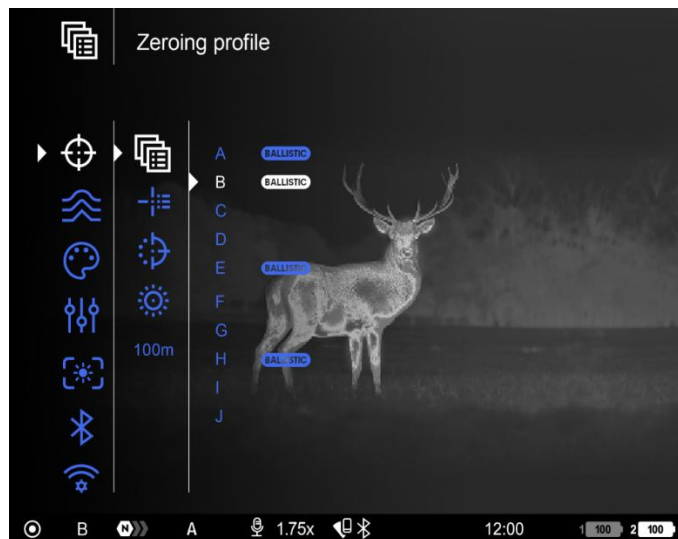 Zeroing profile
A BALLISTIC
B BALLISTIC
C
D
E BALLISTIC
F
G
H BALLISTIC
I
J
100m
B N A 1.75x 12:00 1 100 2 100